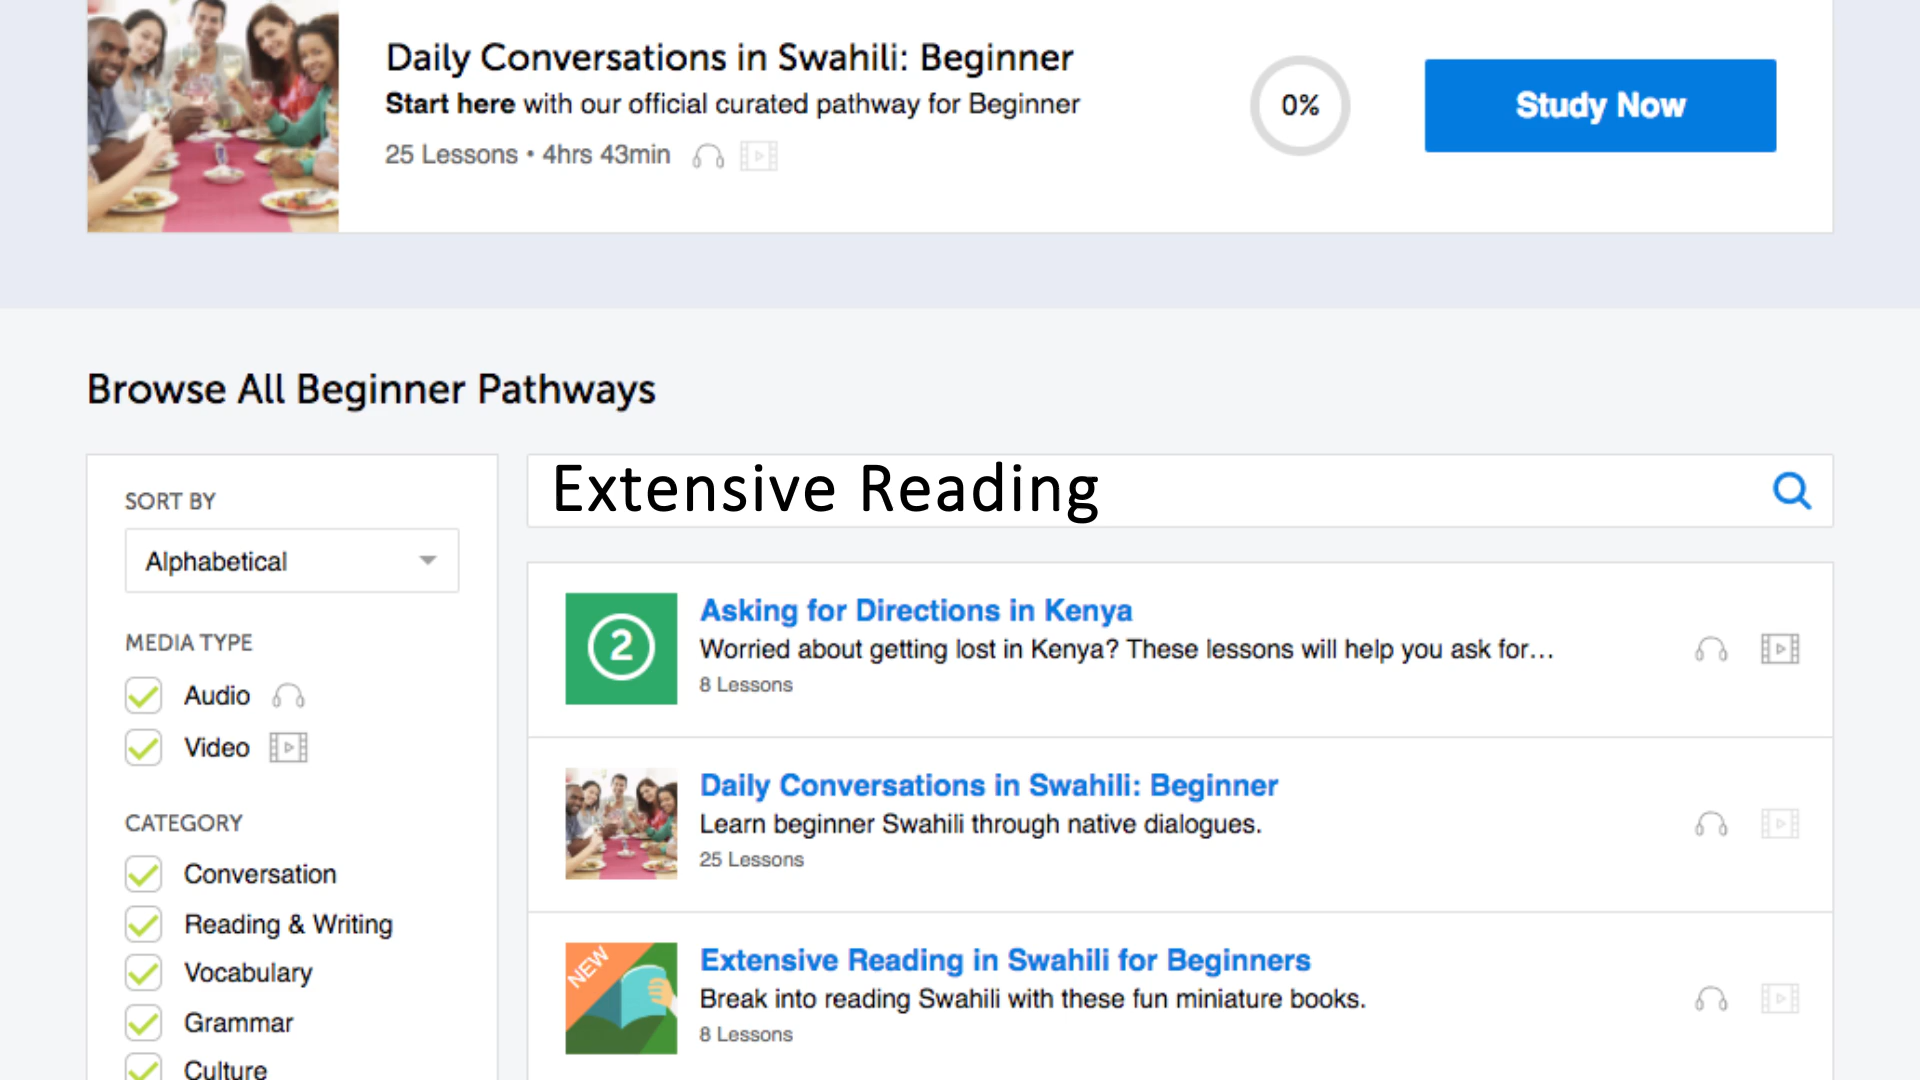 Daily Conversations in Swahili: Beginner
Start here with our official curated pathway for Beginner
25 Lessons • 4hrs 43min
0%
Study Now
Browse All Beginner Pathways
SORT BY
Alphabetical
MEDIA TYPE
Audio
Video
CATEGORY
Conversation
Reading & Writing
Vocabulary
Grammar
Culture
Extensive Reading
2
Asking for Directions in Kenya
Worried about getting lost in Kenya? These lessons will help you ask for...
8 Lessons
Daily Conversations in Swahili: Beginner
Learn beginner Swahili through native dialogues.
25 Lessons
NEW
Extensive Reading in Swahili for Beginners
Break into reading Swahili with these fun miniature books.
8 Lessons